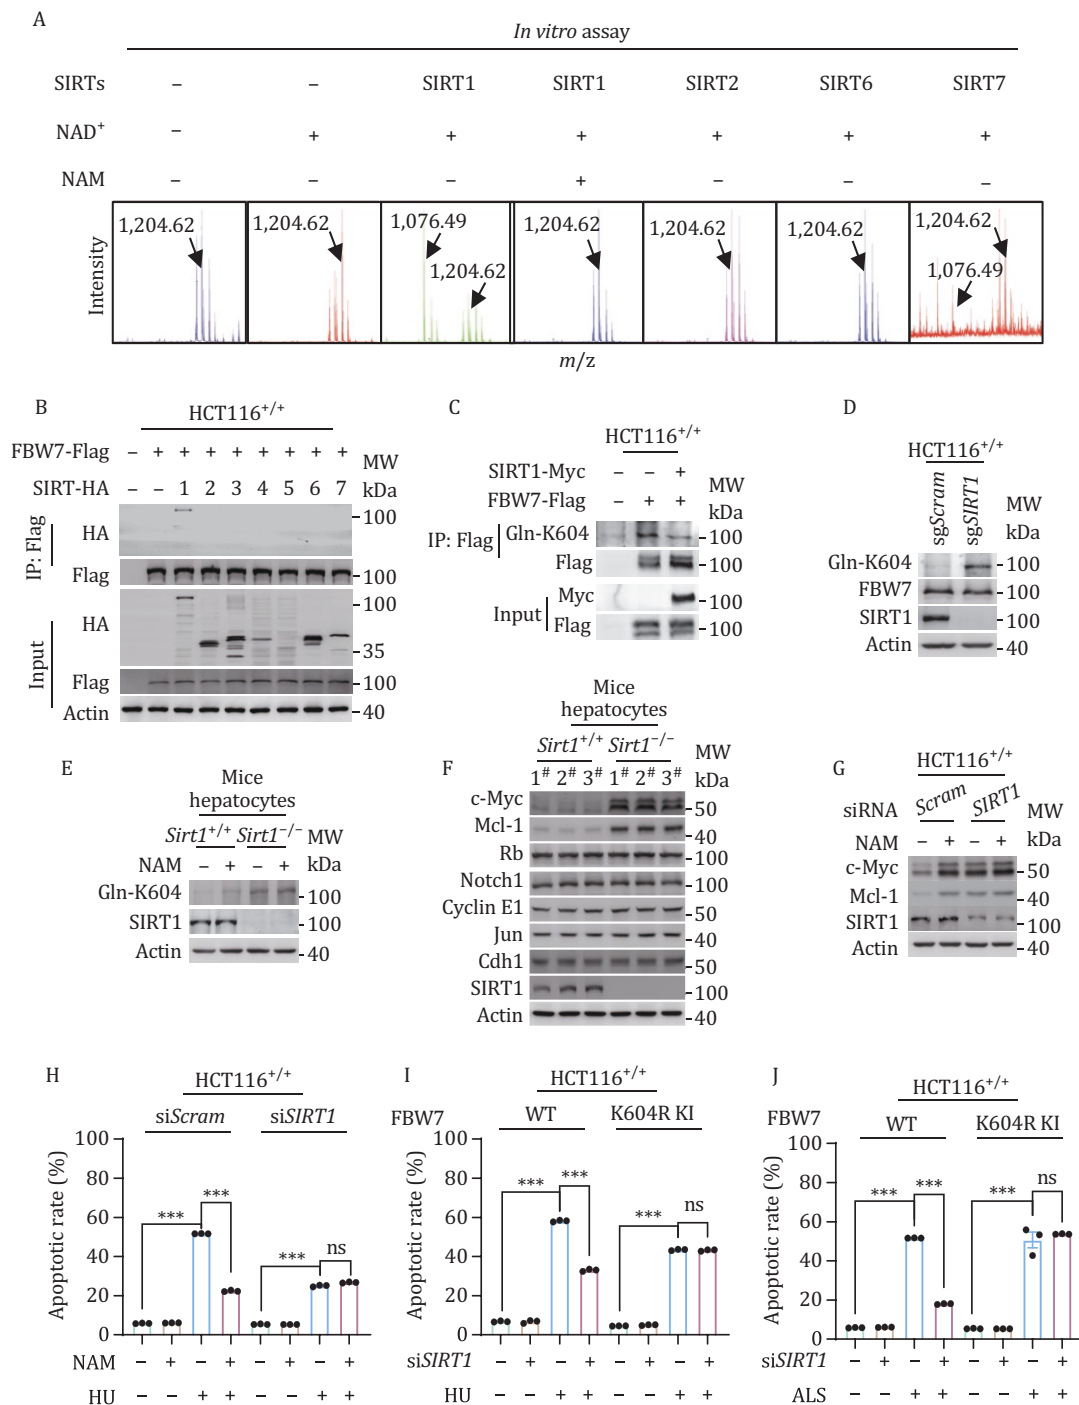 A
In vitro assay
SIRTs – – SIRT1 SIRT1 SIRT2 SIRT6 SIRT7
NAD+ – + + + + + +
NAM – – – + – – –
Intensity
1,204.62 1,204.62 1,076.49 1,204.62 1,204.62 1,204.62 1,204.62 1,076.49
m/z
B
HCT116+/+
FBW7-Flag – + + + + + + + +
SIRT-HA – – 1 2 3 4 5 6 7
MW
kDa
IP: Flag
HA 100
Flag 100
Input
HA 100
35
Flag 100
Actin 40
C
HCT116+/+
SIRT1-Myc – – +
FBW7-Flag – + +
MW
kDa
IP: Flag
Gln-K604 100
Flag 100
Input
Myc 100
Flag 100
D
HCT116+/+
sgScram sgSIRT1
MW
kDa
Gln-K604 100
FBW7 100
SIRT1 100
Actin 40
E
Mice
hepatocytes
Sirt1+/+ Sirt1–/– MW
NAM – + – + kDa
Gln-K604 100
SIRT1 100
Actin 40
F
Mice
hepatocytes
Sirt1+/+ Sirt1–/– MW
1# 2# 3# 1# 2# 3# kDa
c-Myc 50
Mcl-1 40
Rb 100
Notch1 100
Cyclin E1 50
Jun 40
Cdh1 50
SIRT1 100
Actin 40
G
HCT116+/+
siRNA Scram SIRT1 MW
NAM – + – + kDa
c-Myc 50
Mcl-1 40
SIRT1 100
Actin 40
H
HCT116+/+
siScram siSIRT1
Apoptotic rate (%)
100
80
60
40
20
0
*** *** *** ns
NAM – + – + – + – +
HU – – + + – – + +
I
HCT116+/+
FBW7 WT K604R KI
Apoptotic rate (%)
100
80
60
40
20
0
*** *** *** ns
siSIRT1 – + – + – + – +
HU – – + + – – + +
J
HCT116+/+
FBW7 WT K604R KI
Apoptotic rate (%)
100
80
60
40
20
0
*** *** *** ns
siSIRT1 – + – + – + – +
ALS – – + + – – + +